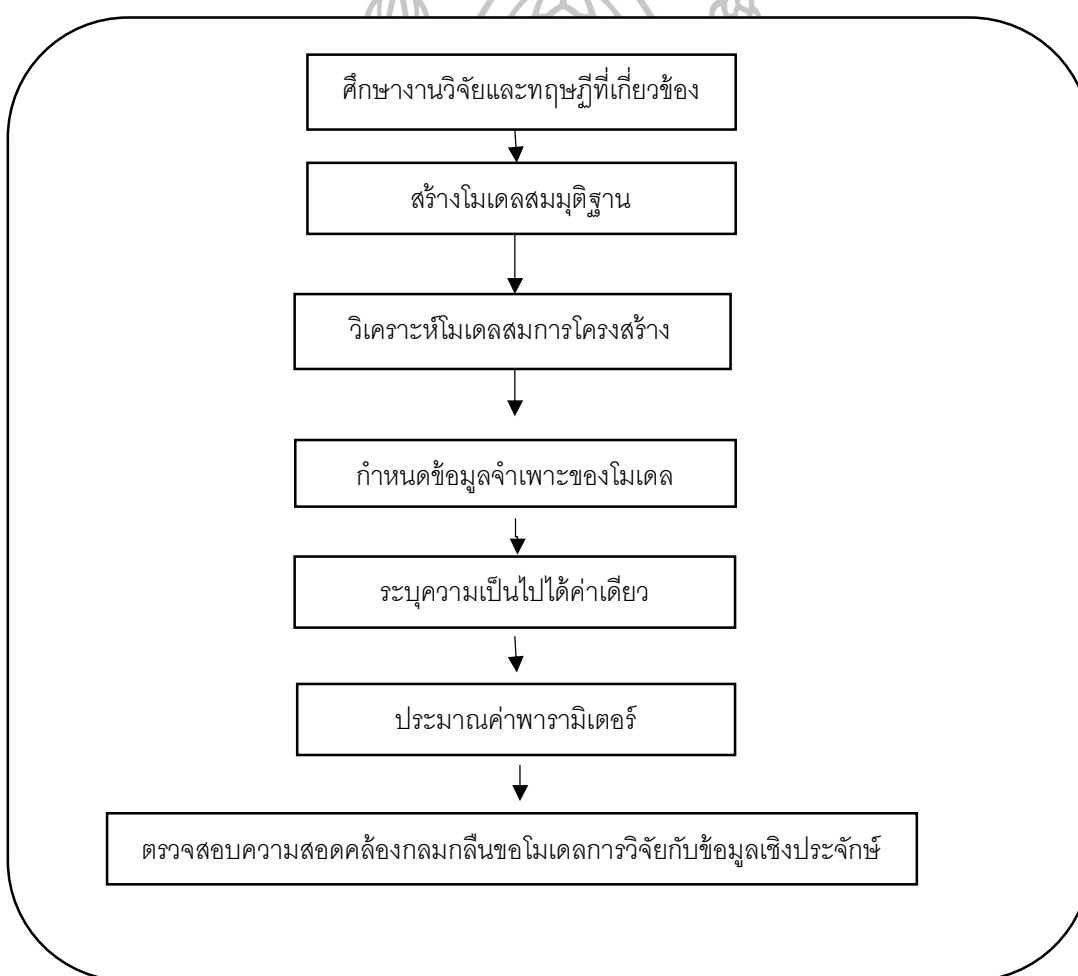 ศึกษางานวิจัยและทฤษฏีที่เกี่ยวข้อง
สร้างโมเดลสมมุติฐาน
วิเคราะห์โมเดลสมการโครงสร้าง
กำหนดข้อมูลจำเพาะของโมเดล
ระบุความเป็นไปได้ค่าเดียว
ประมาณค่าพารามิเตอร์
ตรวจสอบความสอดคล้องกลมกลืนขอโมเดลการวิจัยกับข้อมูลเชิงประจักษ์